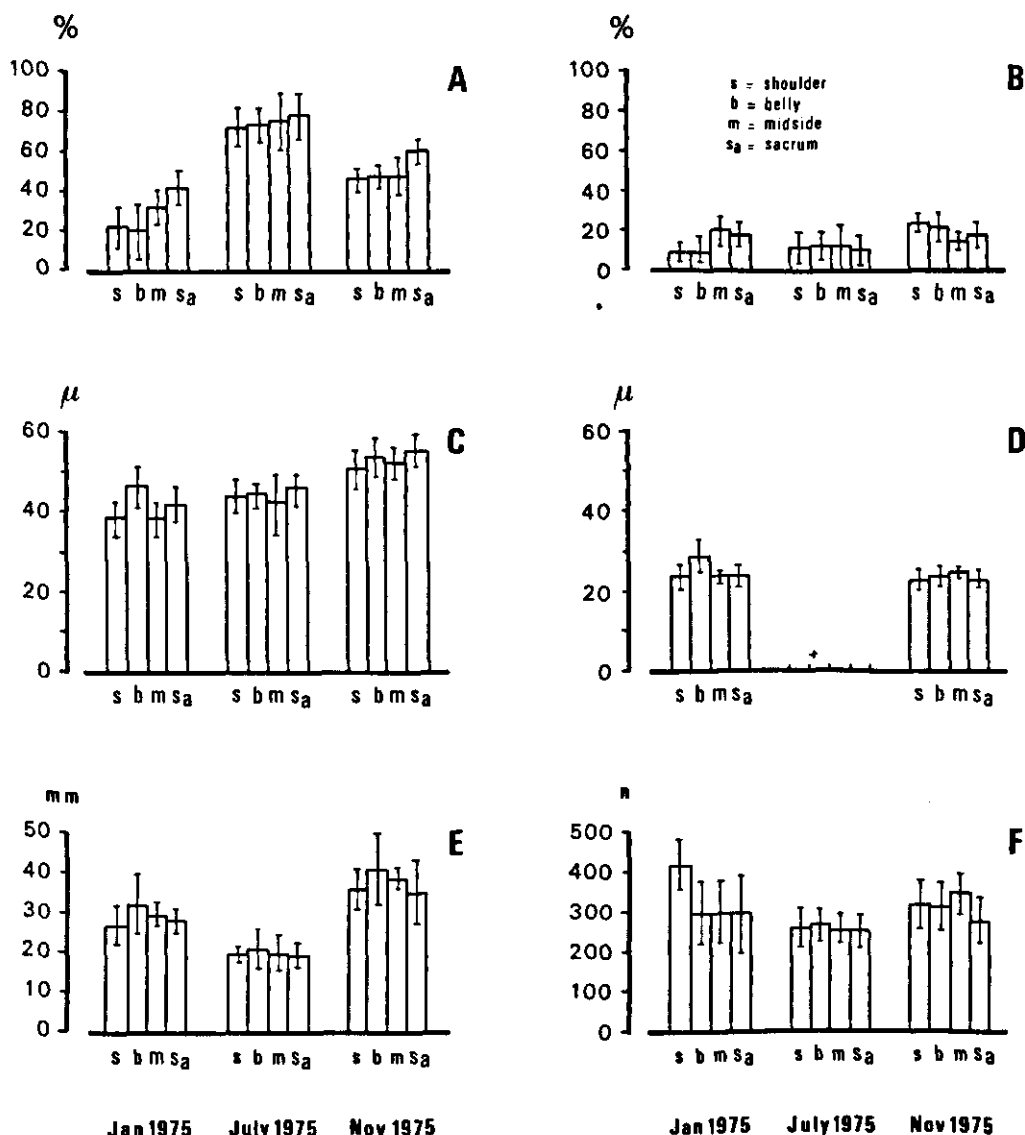 %
100
80
60
40
20
0
A
s b m sa
s b m sa
s b m sa
%
100
80
60
40
20
0
B
s = shoulder
b = belly
m = midside
sa = sacrum
s b m sa
s b m sa
s b m sa
μ
60
40
20
0
C
s b m sa
s b m sa
s b m sa
μ
60
40
20
0
D
+
s b m sa
s b m sa
mm
50
40
30
20
10
0
E
s b m sa
s b m sa
s b m sa
Jan 1975 July 1975 Nov 1975
n
500
400
300
200
100
0
F
s b m sa
s b m sa
s b m sa
Jan 1975 July 1975 Nov 1975